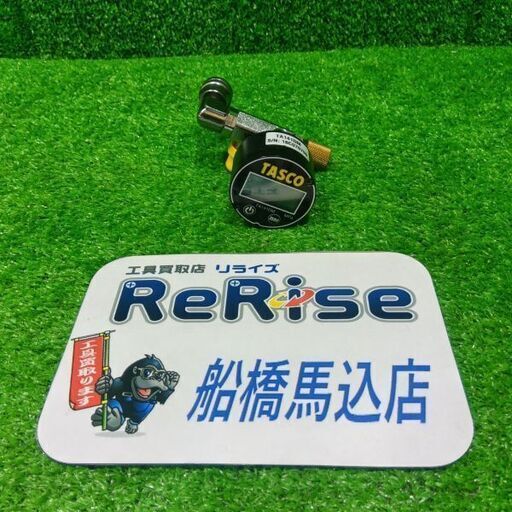 TASCO
工具買取店 リライズ
ReRise
船橋馬込店
工具買取ります